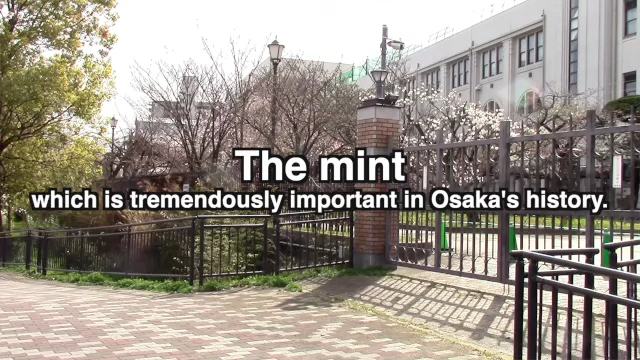 The mint
which is tremendously important in Osaka's history.